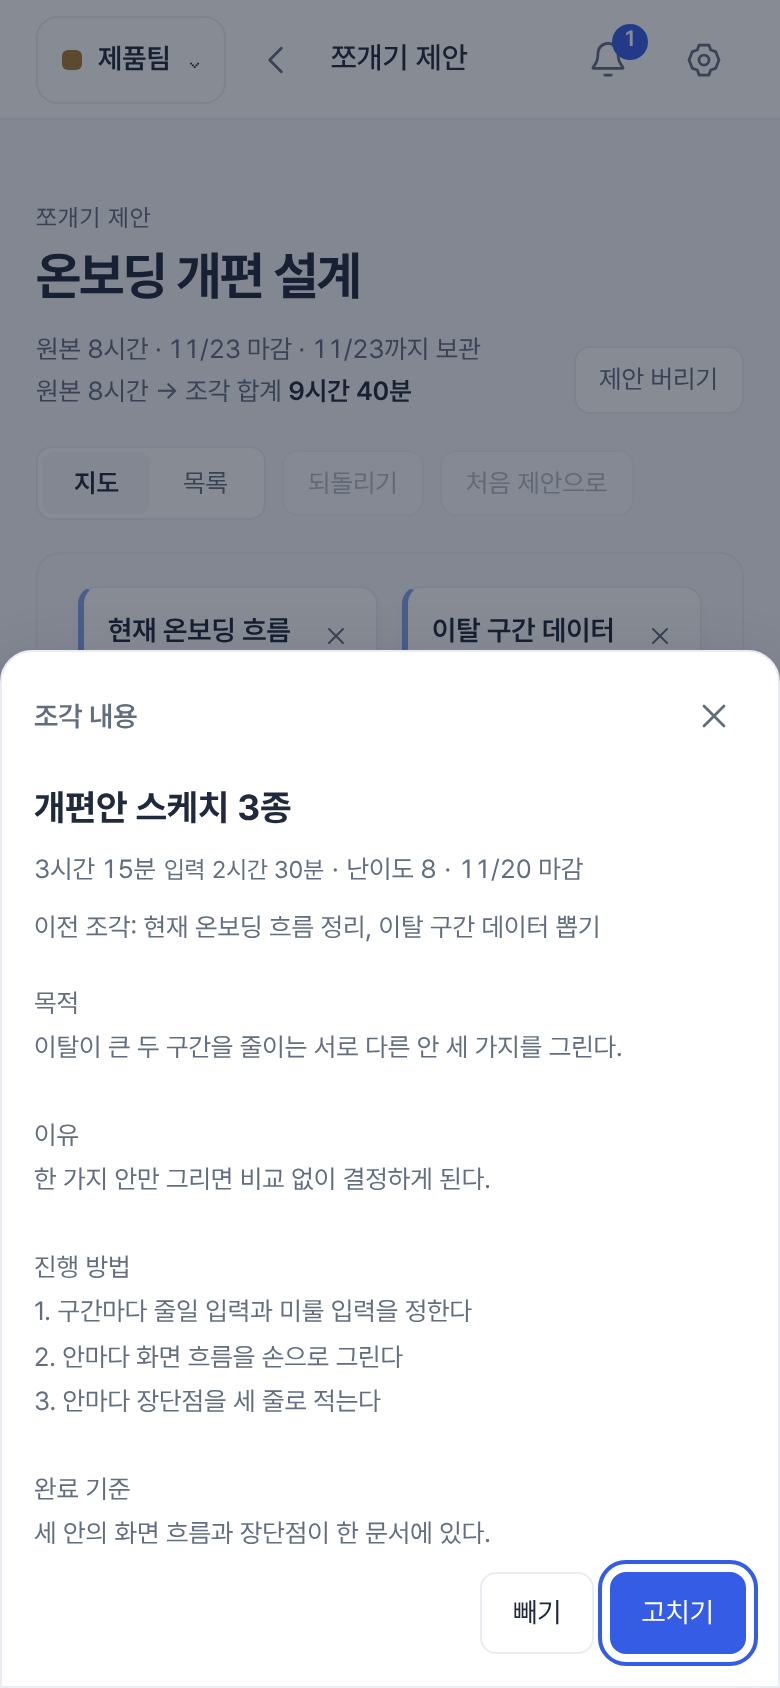 제품팀
쪼개기 제안
1
쪼개기 제안
온보딩 개편 설계
원본 8시간 · 11/23 마감 · 11/23까지 보관
원본 8시간 → 조각 합계 9시간 40분
제안 버리기
지도
목록
되돌리기
처음 제안으로
현재 온보딩 흐름
이탈 구간 데이터
조각 내용
개편안 스케치 3종
3시간 15분 입력 2시간 30분 · 난이도 8 · 11/20 마감
이전 조각: 현재 온보딩 흐름 정리, 이탈 구간 데이터 뽑기
목적
이탈이 큰 두 구간을 줄이는 서로 다른 안 세 가지를 그린다.
이유
한 가지 안만 그리면 비교 없이 결정하게 된다.
진행 방법
1. 구간마다 줄일 입력과 미룰 입력을 정한다
2. 안마다 화면 흐름을 손으로 그린다
3. 안마다 장단점을 세 줄로 적는다
완료 기준
세 안의 화면 흐름과 장단점이 한 문서에 있다.
빼기
고치기